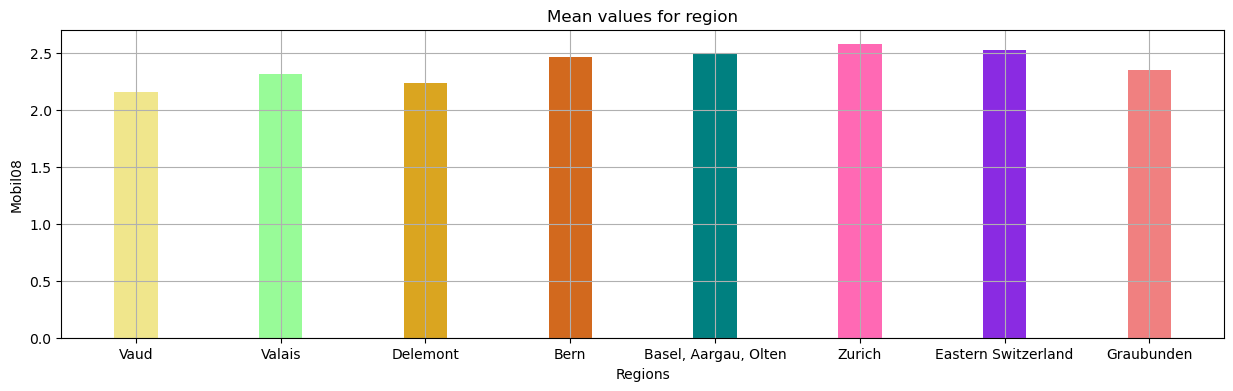 Mean values for region
Mobil08
2.5
2.0
1.5
1.0
0.5
0.0
Vaud Valais Delemont Bern Basel, Aargau, Olten Zurich Eastern Switzerland Graubunden
Regions